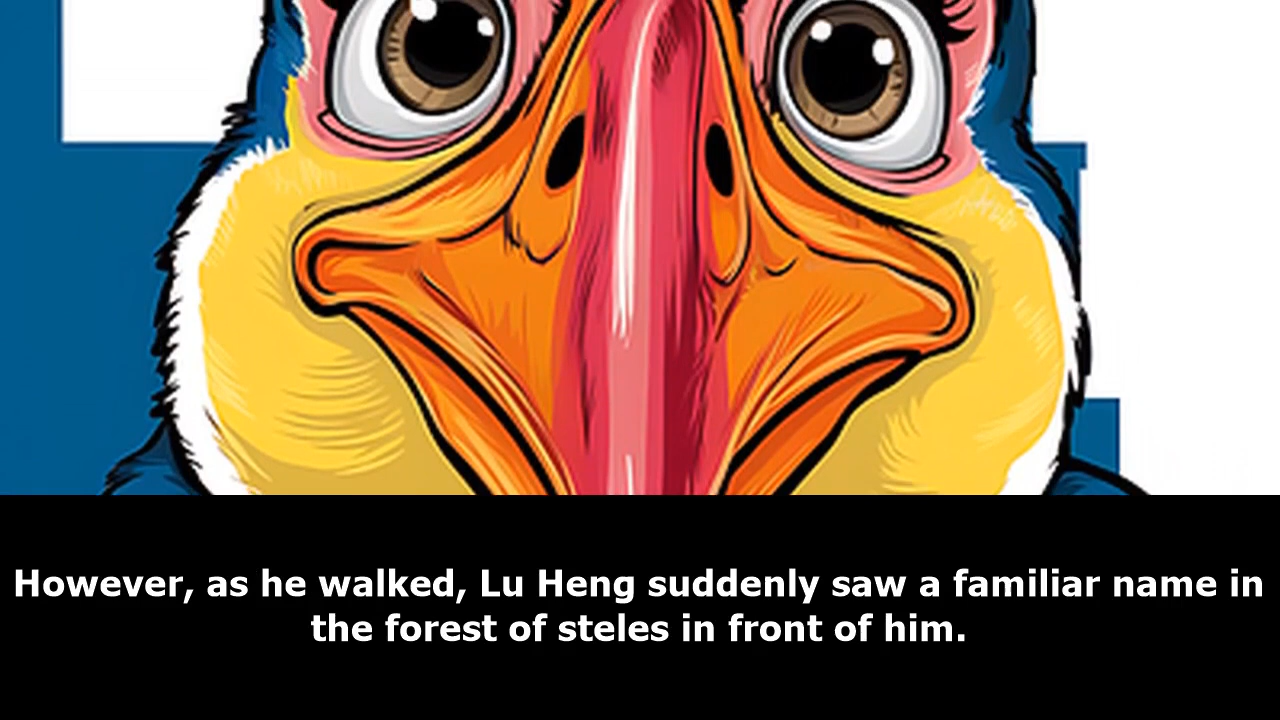 However, as he walked, Lu Heng suddenly saw a familiar name in
the forest of steles in front of him.